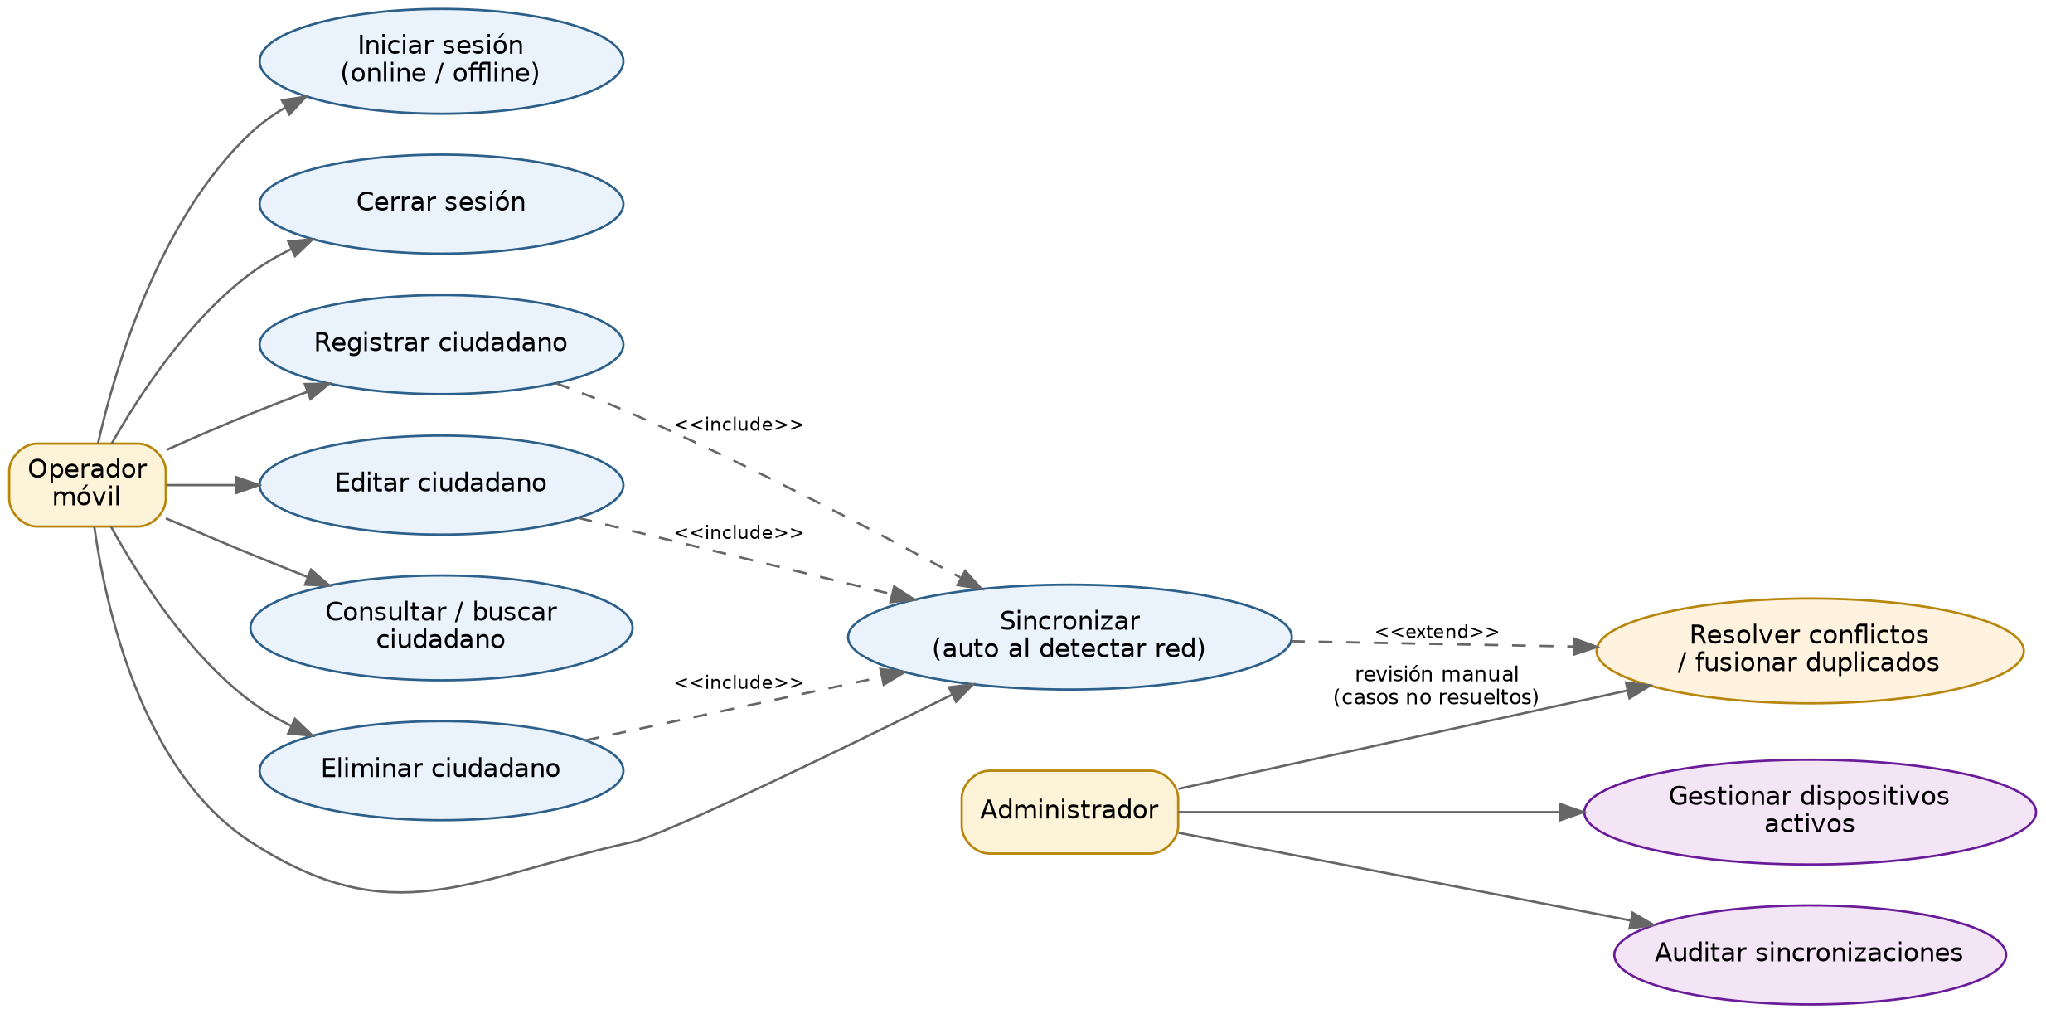 Iniciar sesión
(online / offline)
Cerrar sesión
Registrar ciudadano
<<include>>
Operador
móvil
Editar ciudadano
<<include>>
Consultar / buscar
ciudadano
Sincronizar
(auto al detectar red)
<<extend>>
Resolver conflictos
/ fusionar duplicados
revisión manual
(casos no resueltos)
<<include>>
Eliminar ciudadano
Administrador
Gestionar dispositivos
activos
Auditar sincronizaciones